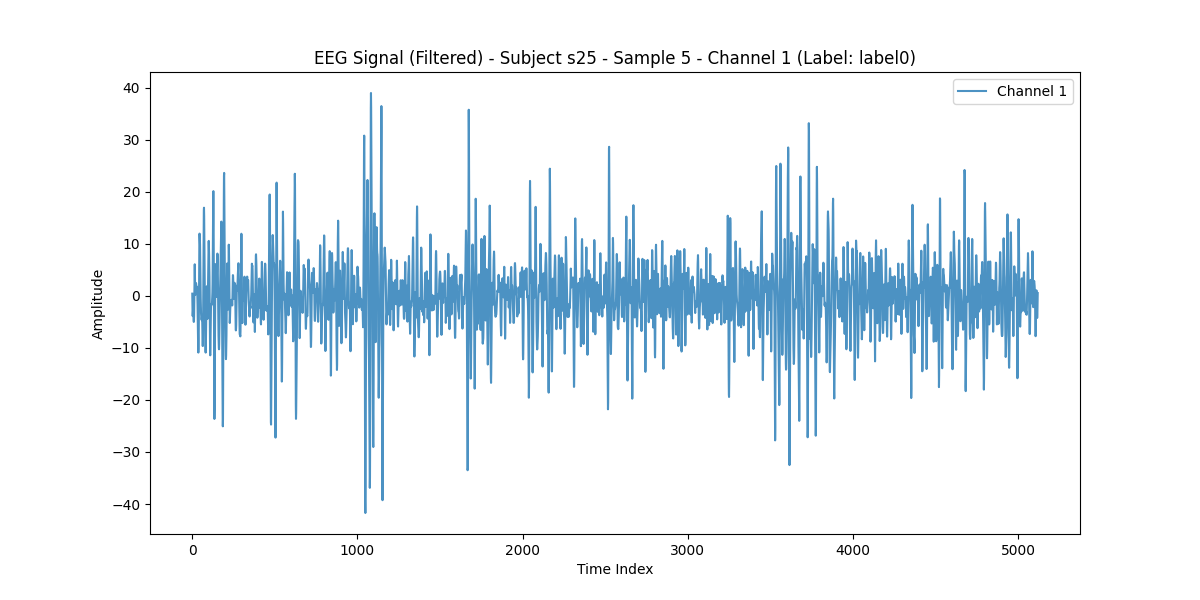 EEG Signal (Filtered) - Subject s25 - Sample 5 - Channel 1 (Label: label0)
Channel 1
40
30
20
10
0
−10
−20
−30
−40
Amplitude
0 1000 2000 3000 4000 5000
Time Index